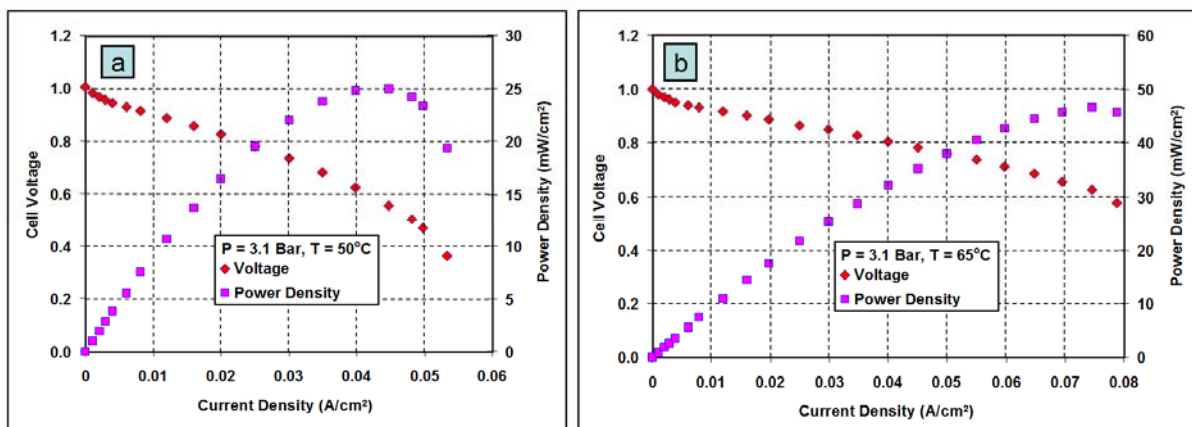 a
1.2
1.0
0.8
0.6
0.4
0.2
0.0
Cell Voltage
30
25
20
15
10
5
0
Power Density (mW/cm²)
P = 3.1 Bar, T = 50°C
Voltage
Power Density
0 0.01 0.02 0.03 0.04 0.05 0.06
Current Density (A/cm²)
b
1.2
1.0
0.8
0.6
0.4
0.2
0.0
Cell Voltage
60
50
40
30
20
10
0
Power Density (mW/cm²)
P = 3.1 Bar, T = 65°C
Voltage
Power Density
0 0.01 0.02 0.03 0.04 0.05 0.06 0.07 0.08
Current Density (A/cm²)